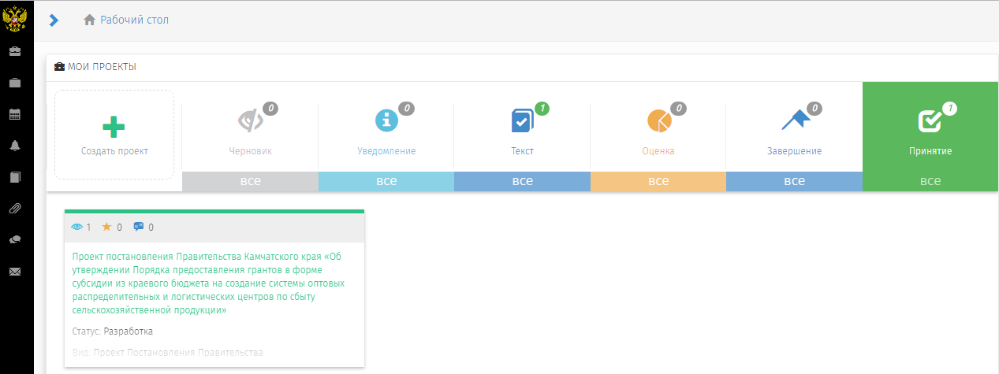 Рабочий стол
МОИ ПРОЕКТЫ
0 0 1 0 0 1
Создать проект Черновик Уведомление Текст Оценка Завершение Принятие
все все все все все все
1 0 0
Проект постановления Правительства Камчатского края «Об
утверждении Порядка предоставления грантов в форме
субсидии из краевого бюджета на создание системы оптовых
распределительных и логистических центров по сбыту
сельскохозяйственной продукции»
Статус: Разработка
Вид: Проект Постановления Правительства